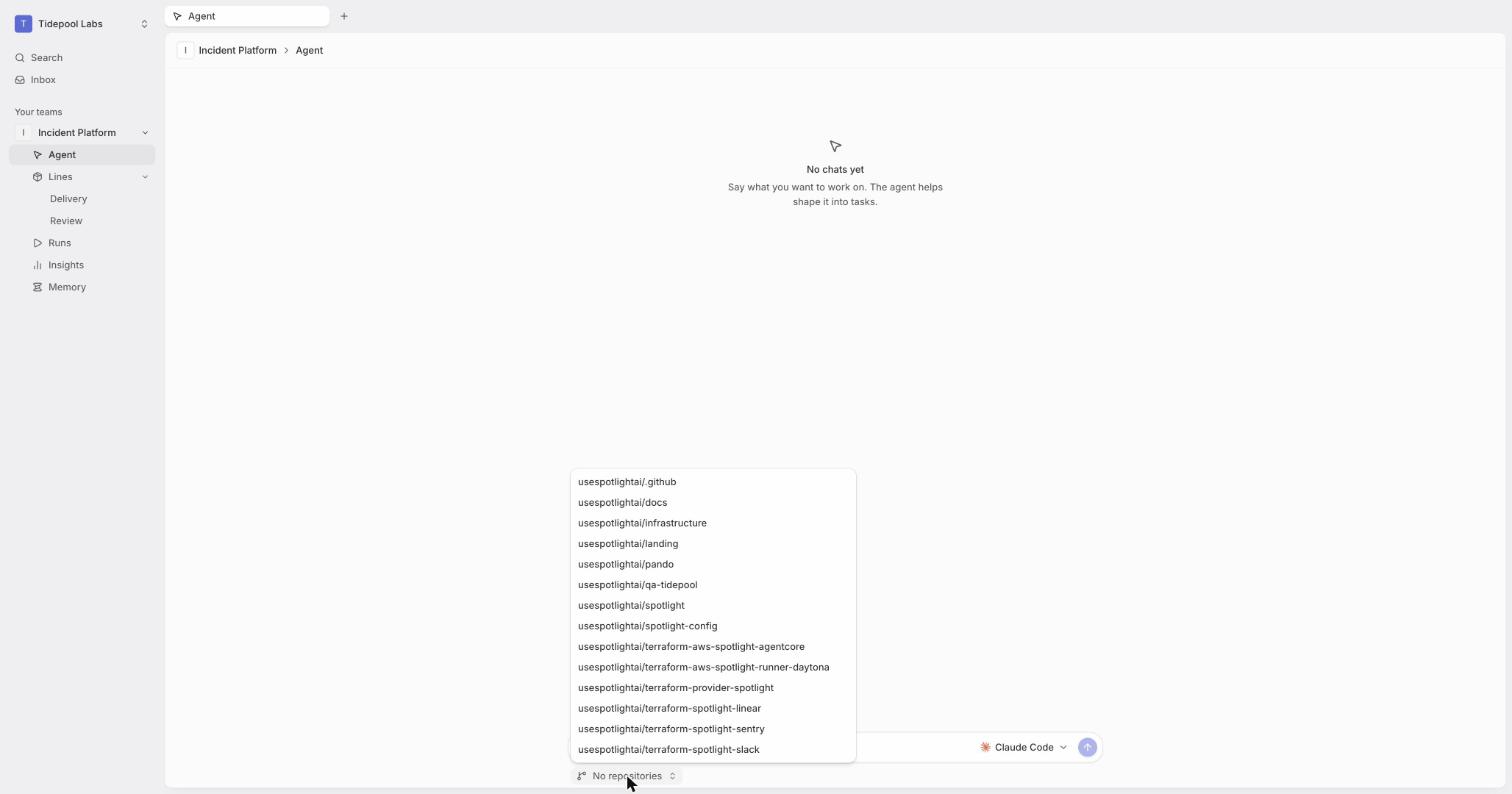 T Tidepool Labs
Search
Inbox
Your teams
I Incident Platform
Agent
Lines
Delivery
Review
Runs
Insights
Memory
Agent
I Incident Platform > Agent
No chats yet
Say what you want to work on. The agent helps
shape it into tasks.
usespotlightai/.github
usespotlightai/docs
usespotlightai/infrastructure
usespotlightai/landing
usespotlightai/pando
usespotlightai/qa-tidepool
usespotlightai/spotlight
usespotlightai/spotlight-config
usespotlightai/terraform-aws-spotlight-agentcore
usespotlightai/terraform-aws-spotlight-runner-daytona
usespotlightai/terraform-provider-spotlight
usespotlightai/terraform-spotlight-linear
usespotlightai/terraform-spotlight-sentry
usespotlightai/terraform-spotlight-slack
Claude Code
No repositories